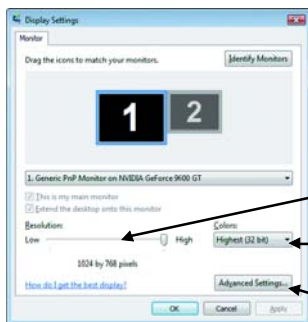 Display Settings
Monitor
Drag the icons to match your monitors.
Identify Monitors
1
2
1. Generic PnP Monitor on NVIDIA GeForce 9600 GT
This is my main monitor
Extend the desktop onto this monitor
Resolution:
Colors:
Low
High
Highest (32 bit)
1024 by 768 pixels
How do I get the best display?
Advanced Settings...
OK
Cancel
Apply